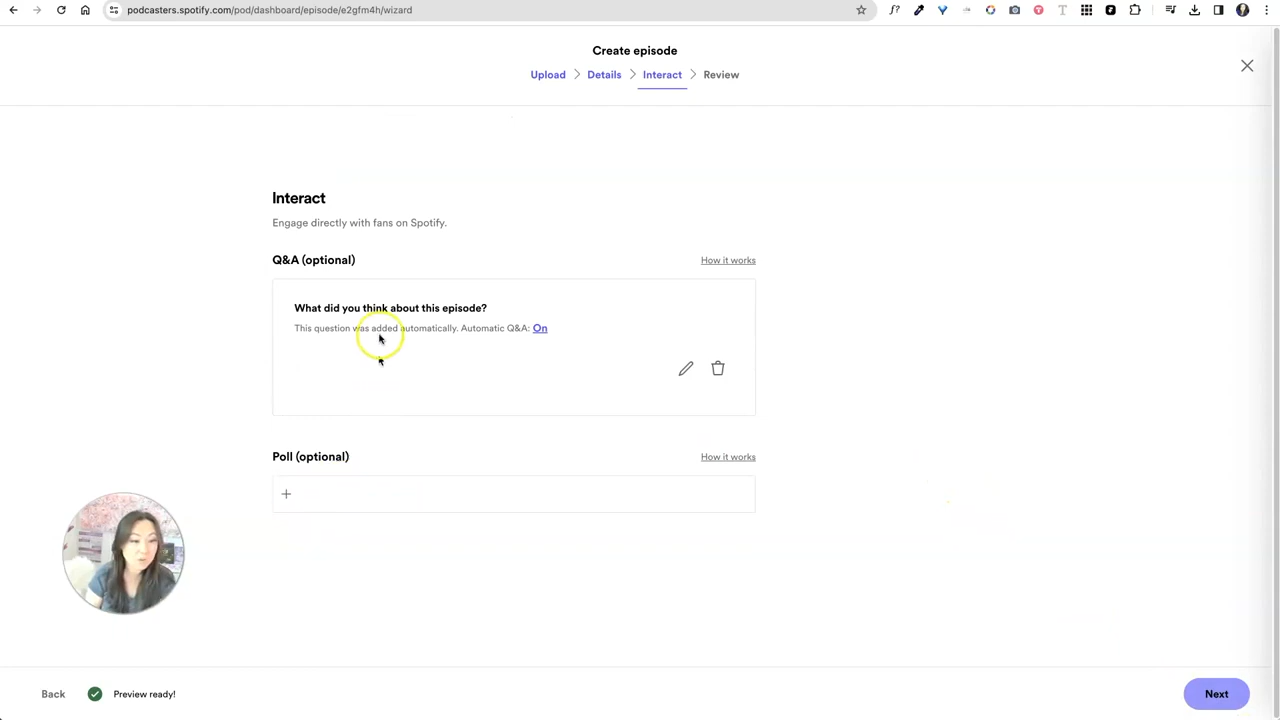 podcasters.spotify.com/pod/dashboard/episode/e2gfm4h/wizard
Create episode
Upload
Details
Interact
Review
Interact
Engage directly with fans on Spotify.
Q&A (optional)
How it works
What did you think about this episode?
This question was added automatically. Automatic Q&A: On
Poll (optional)
How it works
Back
Preview ready!
Next